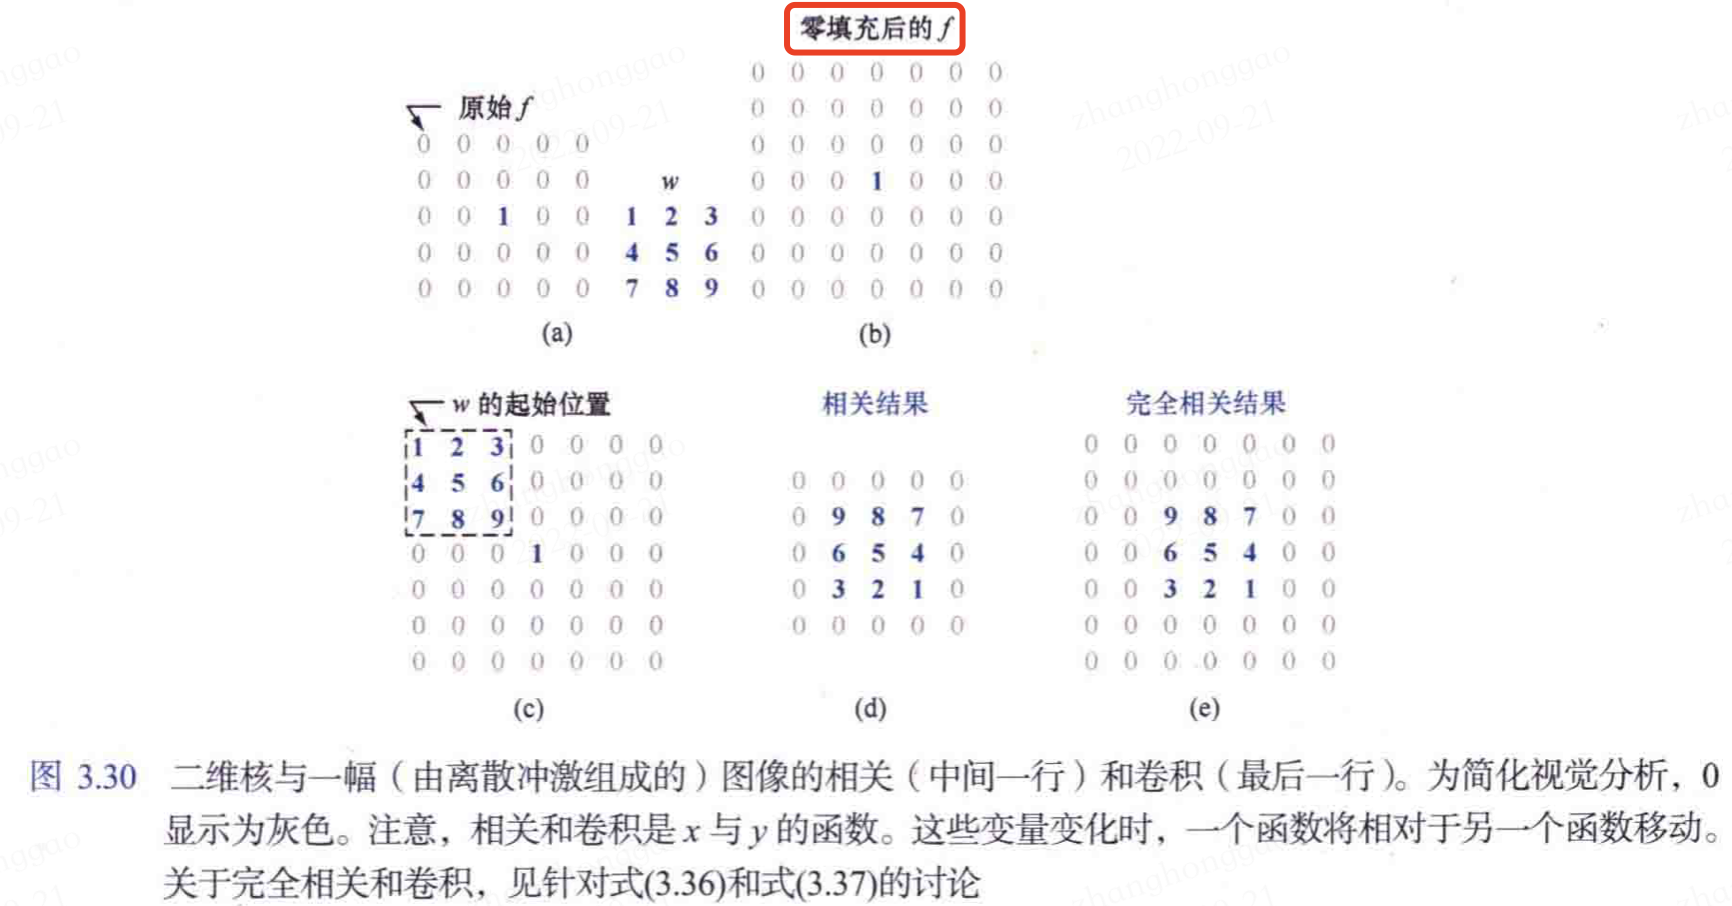 零填充后的 f
0 0 0 0 0 0 0
原始 f
0 0 0 0 0 0 0
0 0 0 0 0
0 0 0 0 0 0 0
0 0 0 0 0
w
0 0 0 1 0 0 0
0 0 1 0 0
1 2 3
0 0 0 0 0 0 0
0 0 0 0 0
4 5 6
0 0 0 0 0 0 0
0 0 0 0 0
7 8 9
0 0 0 0 0 0 0
(a)
(b)
w 的起始位置
相关结果
完全相关结果
1 2 3 0 0 0 0
0 0 0 0 0 0 0
4 5 6 0 0 0 0
0 0 0 0 0
0 0 0 0 0 0 0
7 8 9 0 0 0 0
0 9 8 7 0
0 0 9 8 7 0 0
0 0 0 1 0 0 0
0 6 5 4 0
0 0 6 5 4 0 0
0 0 0 0 0 0 0
0 3 2 1 0
0 0 3 2 1 0 0
0 0 0 0 0 0 0
0 0 0 0 0
0 0 0 0 0 0 0
0 0 0 0 0 0 0
0 0 0 0 0 0 0
(c)
(d)
(e)
图 3.30 二维核与一幅（由离散冲激组成的）图像的相关（中间一行）和卷积（最后一行）。为简化视觉分析，0
显示为灰色。注意，相关和卷积是 x 与 y 的函数。这些变量变化时，一个函数将相对于另一个函数移动。
关于完全相关和卷积，见针对式(3.36)和式(3.37)的讨论
zhanghonggao
2022-09-21